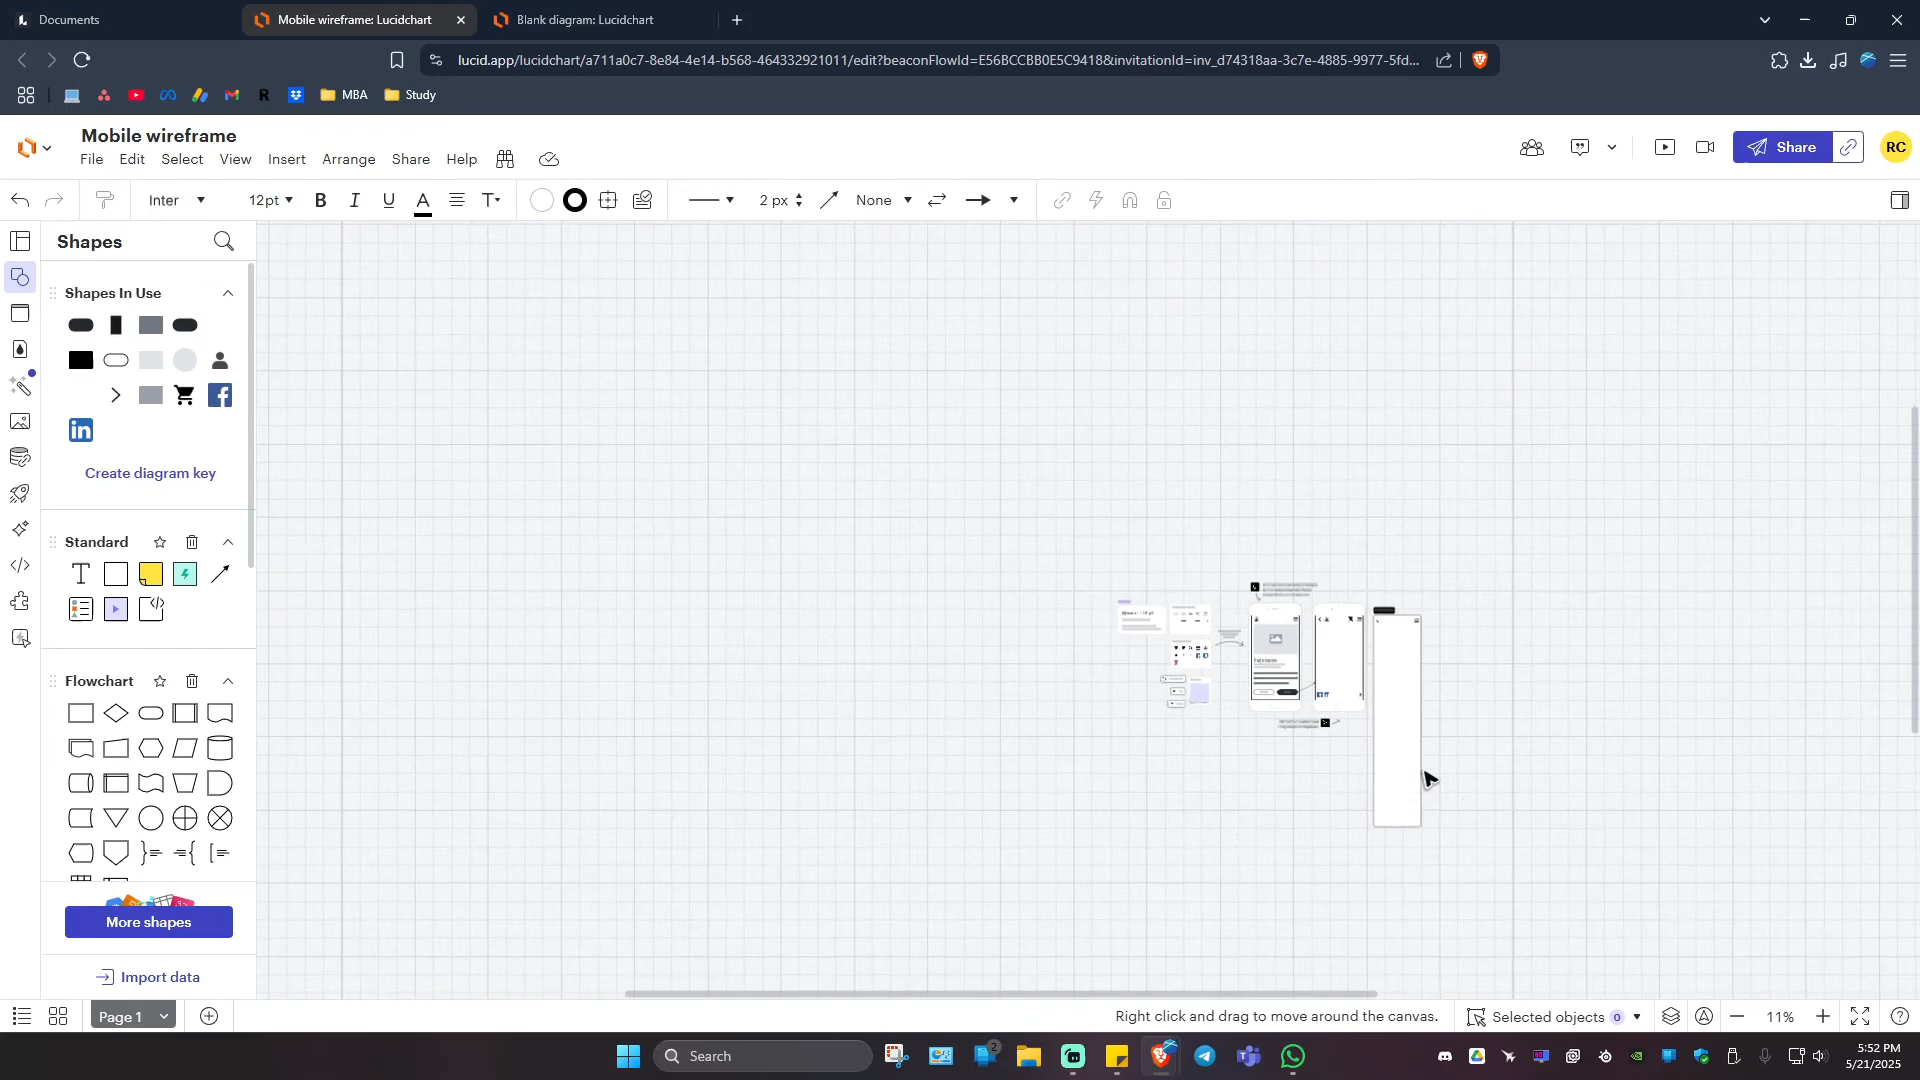 Documents
Mobile wireframe: Lucidchart
Blank diagram: Lucidchart
lucid.app/lucidchart/a711a0c7-8e84-4e14-b568-464332921011/edit?beaconFlowId=E56BCCBB0E5C9418&invitationId=inv_d74318aa-3c7e-4885-9977-5fd...
MBA
Study
Mobile wireframe
File Edit Select View Insert Arrange Share Help
Share
RC
Inter
12pt
2 px
None
Shapes
Shapes In Use
Create diagram key
Standard
Flowchart
More shapes
Import data
Page 1
Right click and drag to move around the canvas.
Selected objects 0
11%
Search
2
5:52 PM
5/21/2025